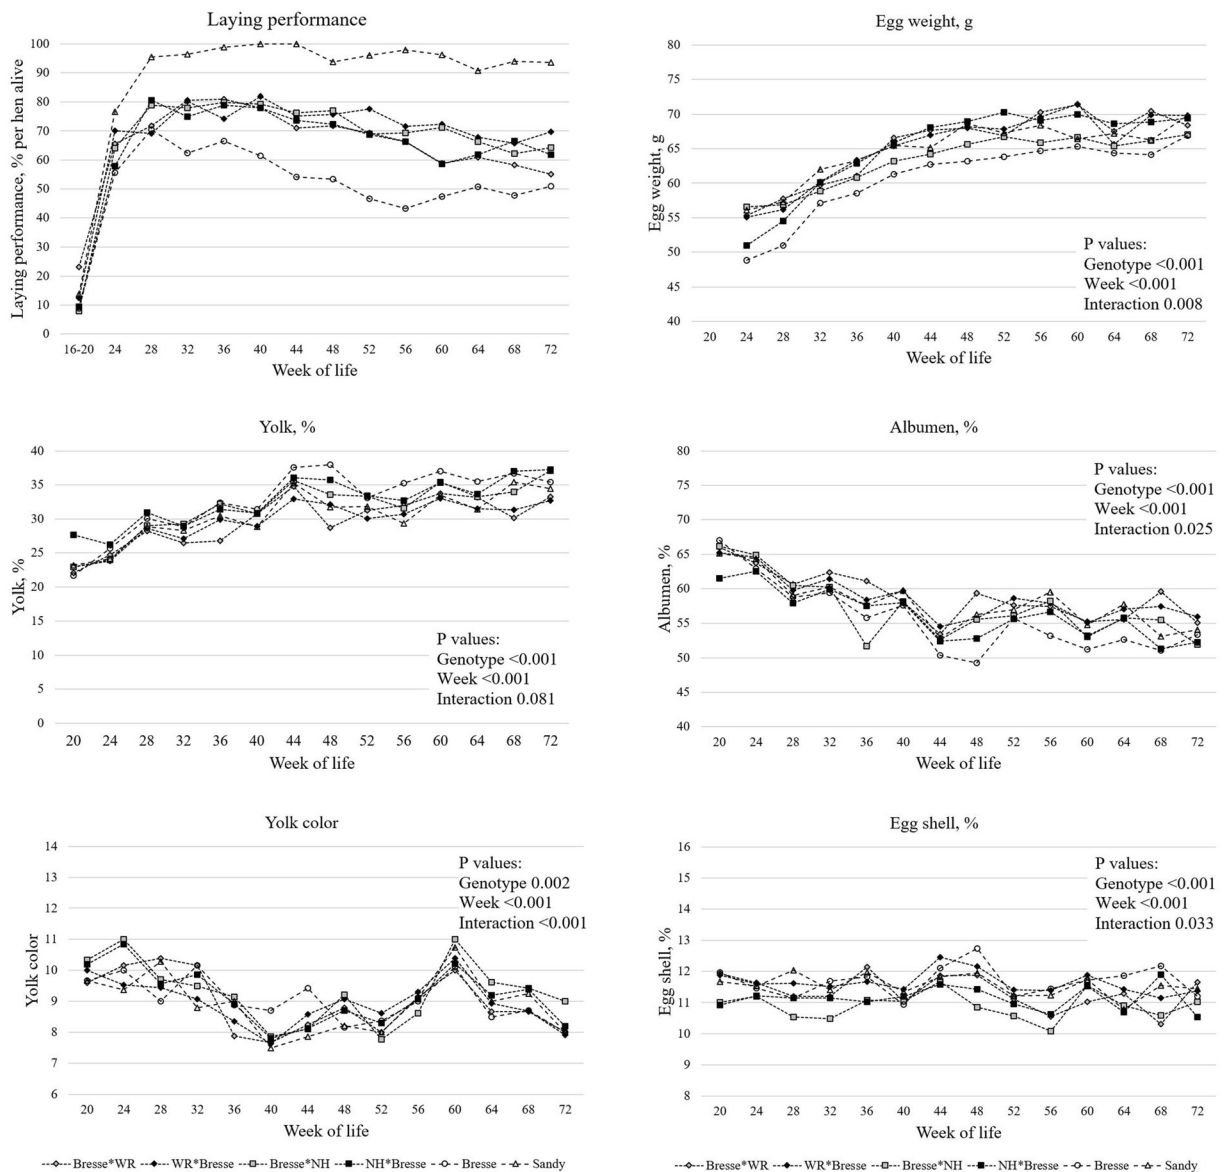 Laying performance
Laying performance, % per hen alive
100
90
80
70
60
50
40
30
20
10
0
16-20 24 28 32 36 40 44 48 52 56 60 64 68 72
Week of life
Egg weight, g
Egg weight, g
80
75
70
65
60
55
50
45
40
P values:
Genotype <0.001
Week <0.001
Interaction 0.008
20 24 28 32 36 40 44 48 52 56 60 64 68 72
Week of life
Yolk, %
Yolk, %
40
35
30
25
20
15
10
5
0
P values:
Genotype <0.001
Week <0.001
Interaction 0.081
20 24 28 32 36 40 44 48 52 56 60 64 68 72
Week of life
Albumen, %
Albumen, %
80
75
70
65
60
55
50
45
40
P values:
Genotype <0.001
Week <0.001
Interaction 0.025
20 24 28 32 36 40 44 48 52 56 60 64 68 72
Week of life
Yolk color
Yolk color
14
13
12
11
10
9
8
7
6
P values:
Genotype 0.002
Week <0.001
Interaction <0.001
20 24 28 32 36 40 44 48 52 56 60 64 68 72
Week of life
Bresse*WR WR*Bresse Bresse*NH NH*Bresse Bresse Sandy
Egg shell, %
Egg shell, %
16
15
14
13
12
11
10
9
8
P values:
Genotype <0.001
Week <0.001
Interaction 0.033
20 24 28 32 36 40 44 48 52 56 60 64 68 72
Week of life
Bresse*WR WR*Bresse Bresse*NH NH*Bresse Bresse Sandy